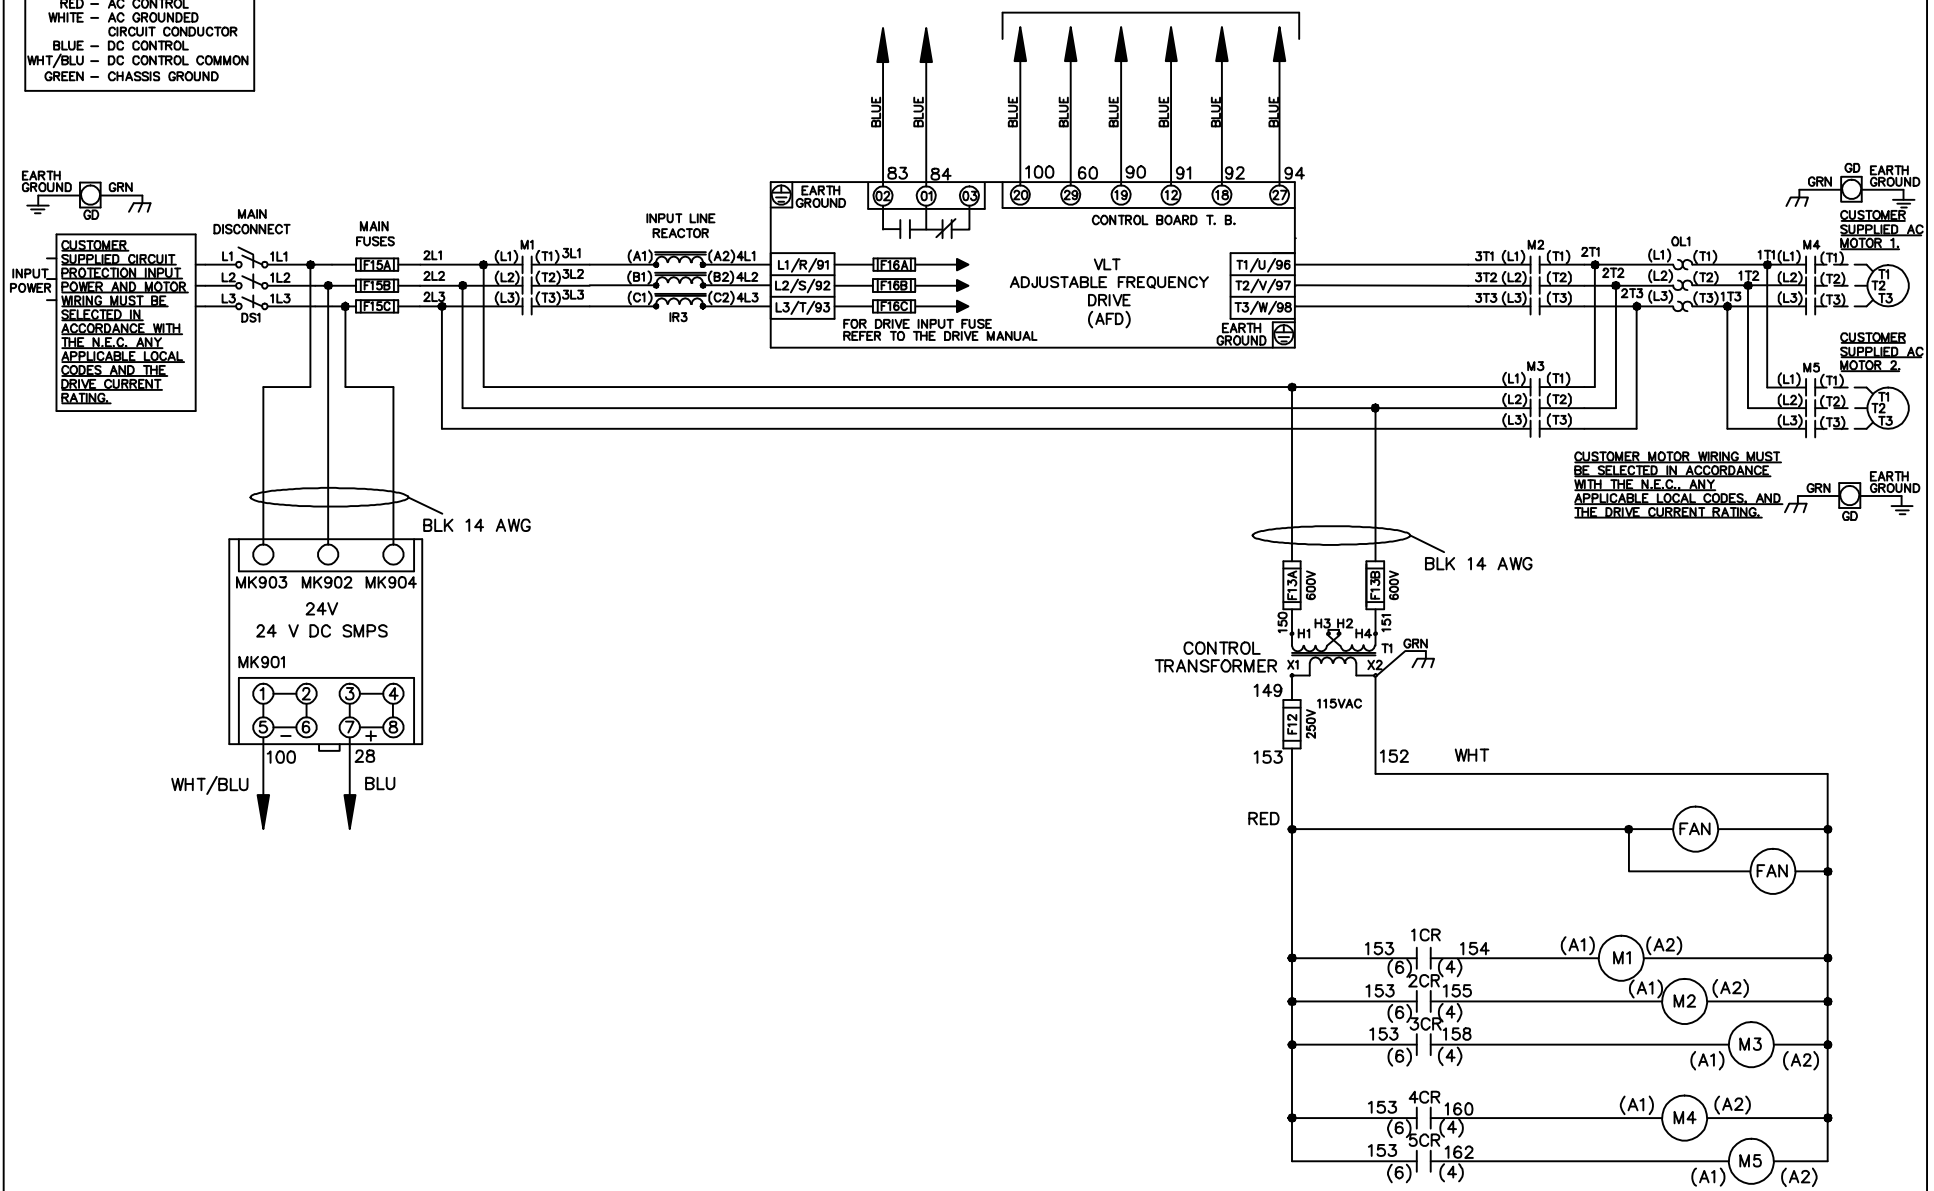 RED – AC CONTROL
WHITE – AC GROUNDED
CIRCUIT CONDUCTOR
BLUE – DC CONTROL
WHT/BLU – DC CONTROL COMMON
GREEN – CHASSIS GROUND
BLUE BLUE BLUE BLUE BLUE BLUE BLUE BLUE
83 84 100 60 90 91 92 94
EARTH
GROUND
02 01 03 20 29 19 12 18 27
CONTROL BOARD T. B.
EARTH
GROUND
GRN
GD
MAIN
DISCONNECT
MAIN
FUSES
INPUT LINE
REACTOR
INPUT
POWER
CUSTOMER
SUPPLIED CIRCUIT
PROTECTION INPUT
POWER AND MOTOR
WIRING MUST BE
SELECTED IN
ACCORDANCE WITH
THE N.E.C. ANY
APPLICABLE LOCAL
CODES AND THE
DRIVE CURRENT
RATING.
L1 1L1 F15A 2L1 (L1) M1 (T1) 3L1 (A1) (A2) 4L1 L1/R/91 F16A
L2 1L2 F15B 2L2 (L2) (T2) 3L2 (B1) (B2) 4L2 L2/S/92 F16B
L3 1L3 F15C 2L3 (L3) (T3) 3L3 (C1) (C2) 4L3 L3/T/93 F16C
DS1
IR3
VLT
ADJUSTABLE FREQUENCY
DRIVE
(AFD)
FOR DRIVE INPUT FUSE
REFER TO THE DRIVE MANUAL
T1/U/96
T2/V/97
T3/W/98
EARTH
GROUND
3T1 (L1) M2 (T1) 2T1 (L1) OL1 (T1) 1T1 (L1) M4 (T1)
3T2 (L2) (T2) 2T2 (L2) (T2) 1T2 (L2) (T2)
3T3 (L3) (T3) 2T3 (L3) (T3) 1T3 (L3) (T3)
T1
T2
T3
GRN
GD
EARTH
GROUND
CUSTOMER
SUPPLIED AC
MOTOR 1.
CUSTOMER
SUPPLIED AC
MOTOR 2.
M3
(L1) (T1)
(L2) (T2)
(L3) (T3)
M5
(L1) (T1)
(L2) (T2)
(L3) (T3)
T1
T2
T3
CUSTOMER MOTOR WIRING MUST
BE SELECTED IN ACCORDANCE
WITH THE N.E.C., ANY
APPLICABLE LOCAL CODES, AND
THE DRIVE CURRENT RATING.
GRN
GD
EARTH
GROUND
BLK 14 AWG
MK903 MK902 MK904
24V
24 V DC SMPS
MK901
1 2 3 4
5 6 7 8
– +
100 28
WHT/BLU BLU
BLK 14 AWG
F13A 600V F13B 600V
150 151
H1 H3 H2 H4
T1
GRN
CONTROL
TRANSFORMER
X1 X2
149
115VAC
F12 250V
153
152 WHT
RED
FAN
FAN
153 1CR 154 (A1) M1 (A2)
(6) (4)
153 2CR 155 (A1) M2 (A2)
(6) (4)
153 3CR 158 M3
(6) (4) (A1) (A2)
153 4CR 160 (A1) M4 (A2)
(6) (4)
153 5CR 162 M5
(6) (4) (A1) (A2)